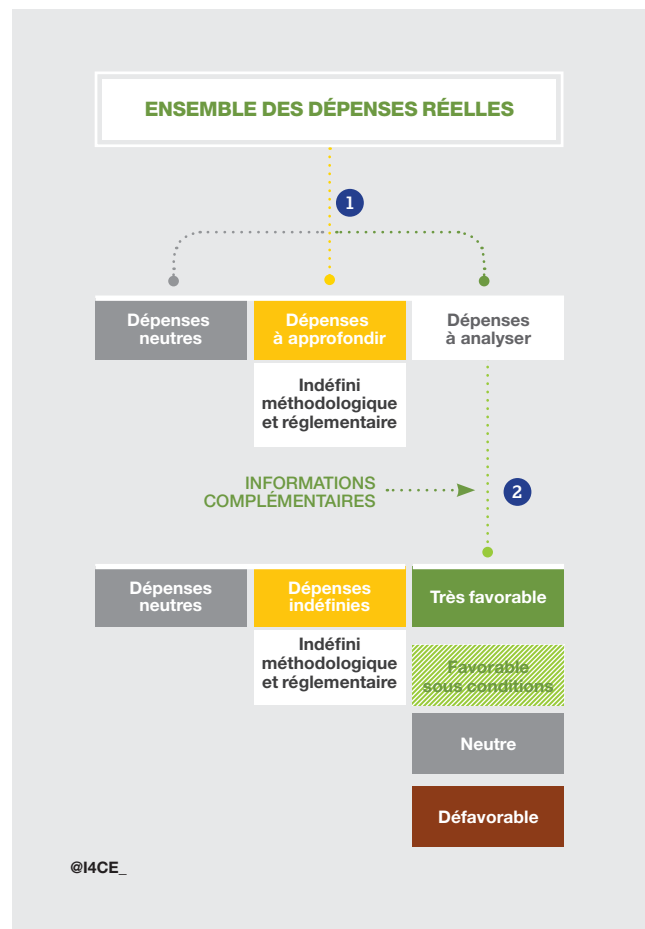 ENSEMBLE DES DÉPENSES RÉELLES
1
Dépenses
neutres
Dépenses
à approfondir
Dépenses
à analyser
Indéfini
méthodologique
et réglementaire
INFORMATIONS
COMPLÉMENTAIRES
2
Dépenses
neutres
Dépenses
indéfinies
Très favorable
Indéfini
méthodologique
et réglementaire
Favorable
sous conditions
Neutre
Défavorable
@I4CE_